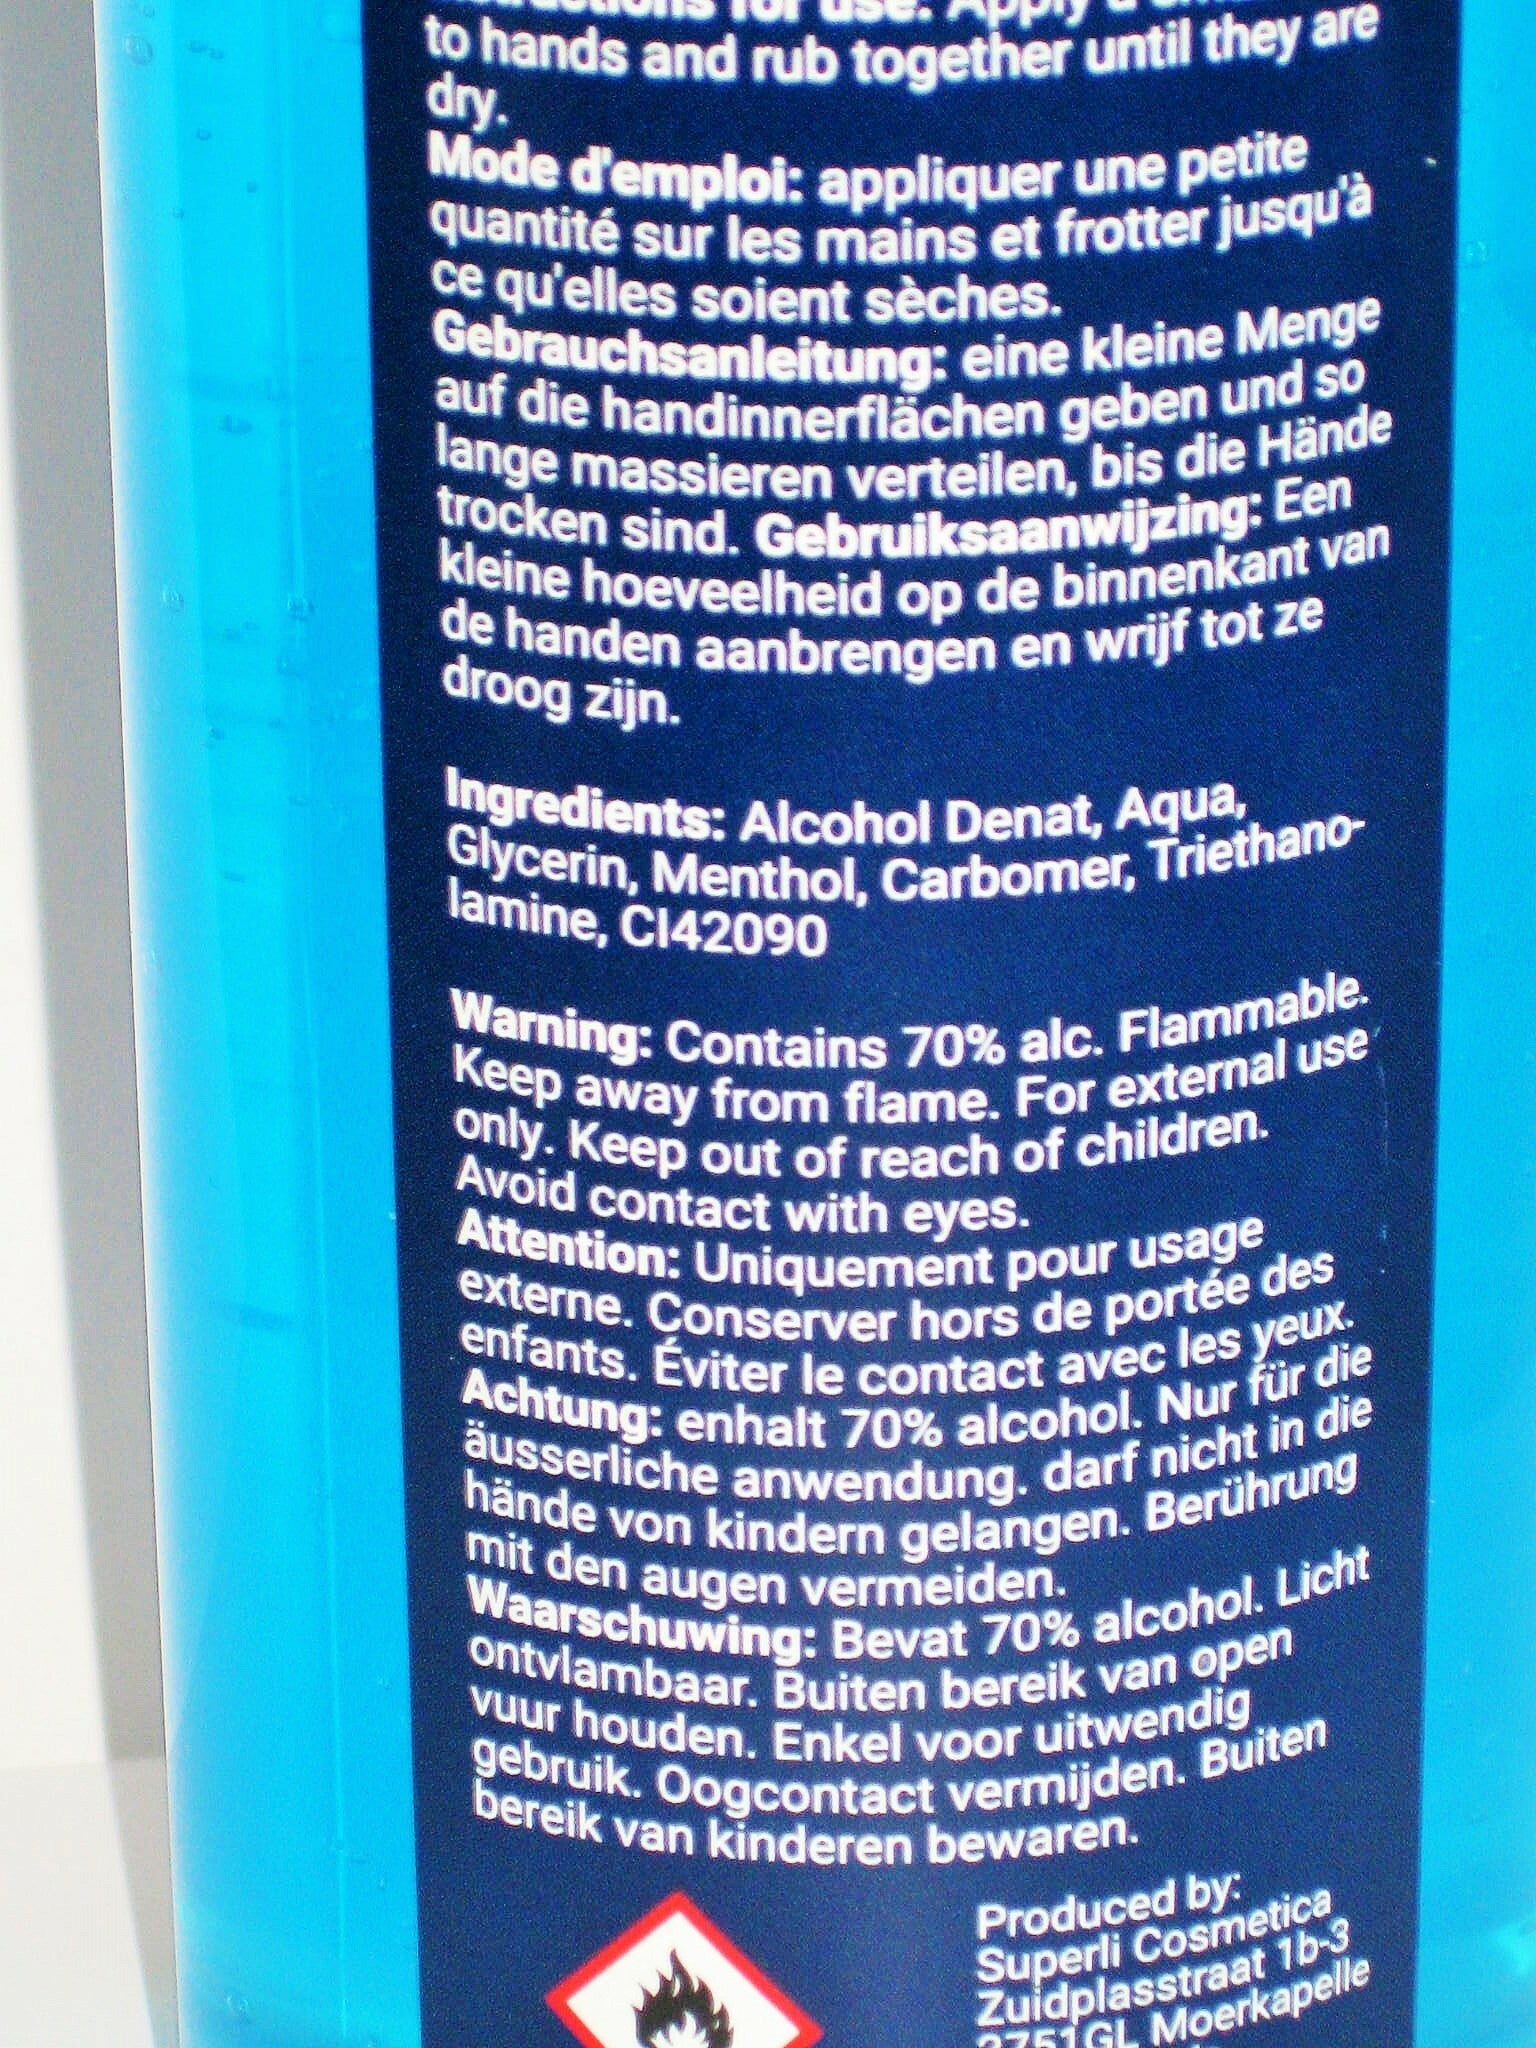 for use: Apply a
to hands and rub together until they are
dry.
Mode d'emploi: appliquer une petite
quantité sur les mains et frotter jusqu'à
ce qu'elles soient sèches.
Gebrauchsanleitung: eine kleine Menge
auf die handinnerflächen geben und so
lange massieren verteilen, bis die Hände
trocken sind. Gebruiksaanwijzing: Een
kleine hoeveelheid op de binnenkant van
de handen aanbrengen en wrijf tot ze
droog zijn.
Ingredients: Alcohol Denat, Aqua,
Glycerin, Menthol, Carbomer, Triethano-
lamine, CI42090
Warning: Contains 70% alc. Flammable.
Keep away from flame. For external use
only. Keep out of reach of children.
Avoid contact with eyes.
Attention: Uniquement pour usage
externe. Conserver hors de portée des
enfants. Éviter le contact avec les yeux.
Achtung: enhalt 70% alcohol. Nur für die
äusserliche anwendung. darf nicht in die
hände von kindern gelangen. Berührung
mit den augen vermeiden.
Waarschuwing: Bevat 70% alcohol. Licht
ontvlambaar. Buiten bereik van open
vuur houden. Enkel voor uitwendig
gebruik. Oogcontact vermijden. Buiten
bereik van kinderen bewaren.
Produced by:
Superli Cosmetica
Zuidplasstraat 1b-3
2751GL Moerkapelle